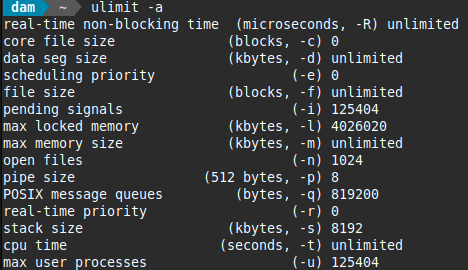 dam ~ ulimit -a
real-time non-blocking time (microseconds, -R) unlimited
core file size (blocks, -c) 0
data seg size (kbytes, -d) unlimited
scheduling priority (-e) 0
file size (blocks, -f) unlimited
pending signals (-i) 125404
max locked memory (kbytes, -l) 4026020
max memory size (kbytes, -m) unlimited
open files (-n) 1024
pipe size (512 bytes, -p) 8
POSIX message queues (bytes, -q) 819200
real-time priority (-r) 0
stack size (kbytes, -s) 8192
cpu time (seconds, -t) unlimited
max user processes (-u) 125404